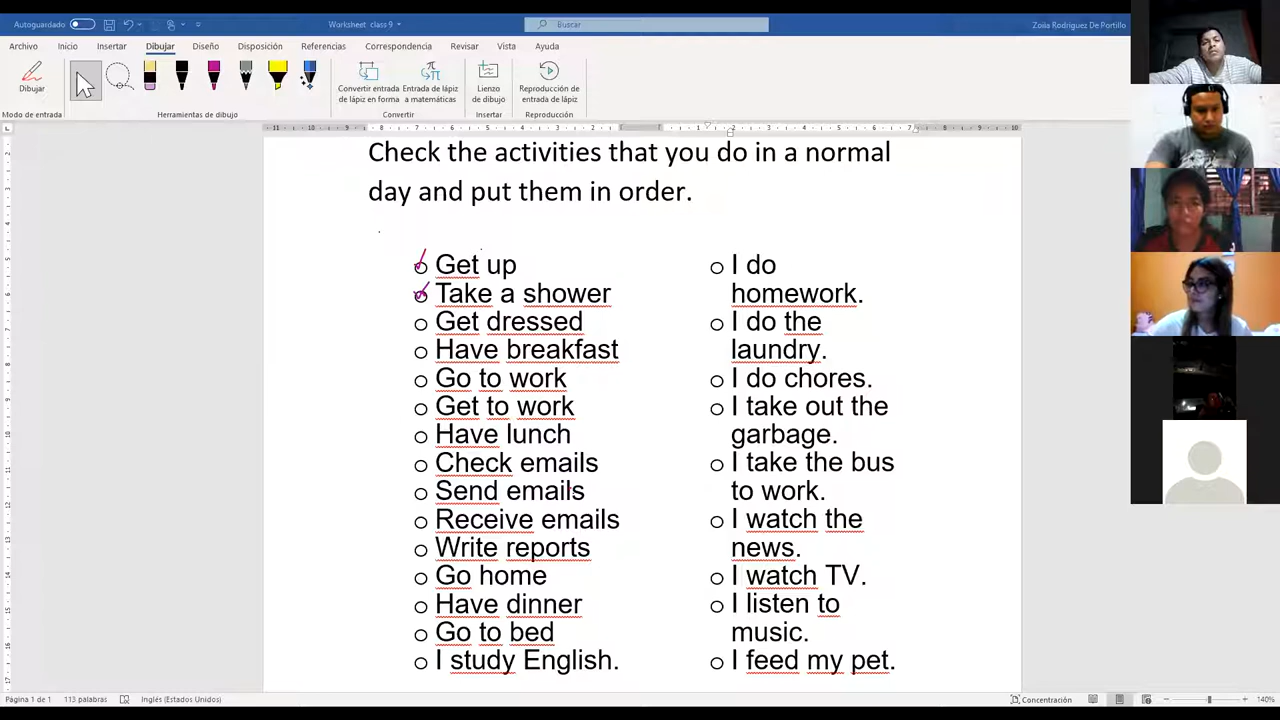 Autoguardado
Worksheet class 9
Buscar
Zoila Rodriguez De Portillo
Archivo Inicio Insertar Dibujar Diseño Disposición Referencias Correspondencia Revisar Vista Ayuda
Dibujar
Convertir entrada de lápiz en forma
Entrada de lápiz a matemáticas
Lienzo de dibujo
Reproducción de entrada de lápiz
Modo de entrada Herramientas de dibujo Convertir Insertar Reproducción
Check the activities that you do in a normal
day and put them in order.
Get up
Take a shower
Get dressed
Have breakfast
Go to work
Get to work
Have lunch
Check emails
Send emails
Receive emails
Write reports
Go home
Have dinner
Go to bed
I study English.
I do
homework.
I do the
laundry.
I do chores.
I take out the
garbage.
I take the bus
to work.
I watch the
news.
I watch TV.
I listen to
music.
I feed my pet.
Página 1 de 1 113 palabras Inglés (Estados Unidos) Concentración 140%